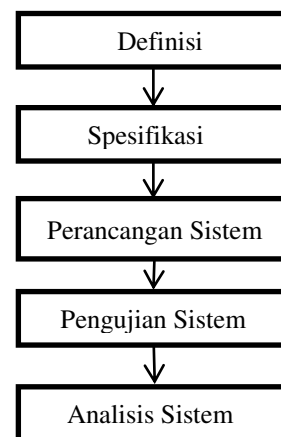 Definisi
Spesifikasi
Perancangan Sistem
Pengujian Sistem
Analisis Sistem